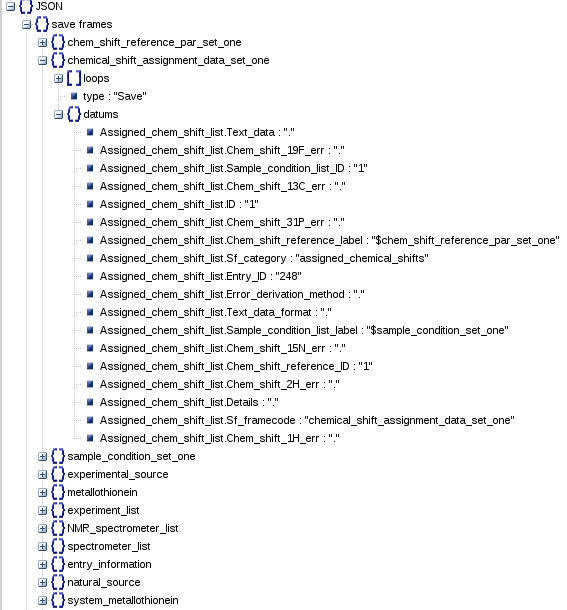 JSON
save frames
chem_shift_reference_par_set_one
chemical_shift_assignment_data_set_one
loops
type : "Save"
datums
Assigned_chem_shift_list.Text_data : "."
Assigned_chem_shift_list.Chem_shift_19F_err : "."
Assigned_chem_shift_list.Sample_condition_list_ID : "1"
Assigned_chem_shift_list.Chem_shift_13C_err : "."
Assigned_chem_shift_list.ID : "1"
Assigned_chem_shift_list.Chem_shift_31P_err : "."
Assigned_chem_shift_list.Chem_shift_reference_label : "$chem_shift_reference_par_set_one"
Assigned_chem_shift_list.Sf_category : "assigned_chemical_shifts"
Assigned_chem_shift_list.Entry_ID : "248"
Assigned_chem_shift_list.Error_derivation_method : "."
Assigned_chem_shift_list.Text_data_format : "."
Assigned_chem_shift_list.Sample_condition_list_label : "$sample_condition_set_one"
Assigned_chem_shift_list.Chem_shift_15N_err : "."
Assigned_chem_shift_list.Chem_shift_reference_ID : "1"
Assigned_chem_shift_list.Chem_shift_2H_err : "."
Assigned_chem_shift_list.Details : "."
Assigned_chem_shift_list.Sf_framecode : "chemical_shift_assignment_data_set_one"
Assigned_chem_shift_list.Chem_shift_1H_err : "."
sample_condition_set_one
experimental_source
metallothionein
experiment_list
NMR_spectrometer_list
spectrometer_list
entry_information
natural_source
system_metallothionein